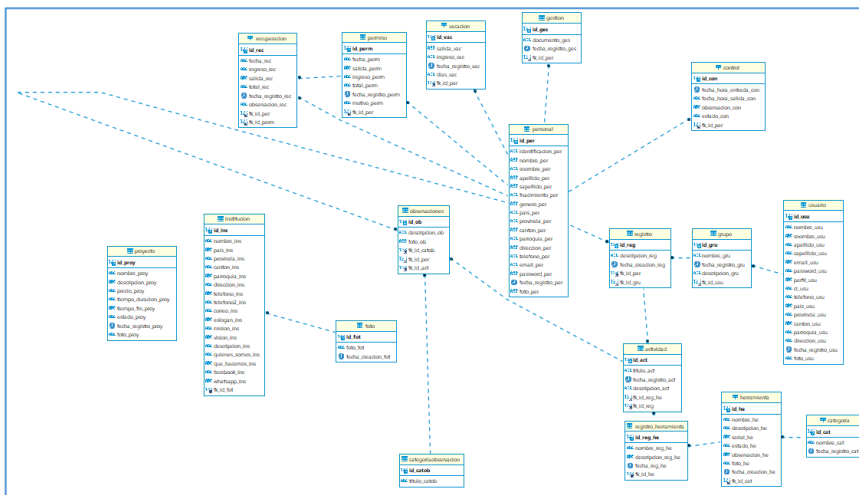 recuperacion
id_rec
fecha_rec
ingreso_rec
salida_rec
total_rec
fecha_registro_rec
observacion_rec
fk_id_per
fk_id_perm
permiso
id_perm
fecha_perm
salida_perm
ingreso_perm
total_perm
fecha_registro_perm
motivo_perm
fk_id_per
vacacion
id_vac
salida_vac
ingreso_vac
fecha_registro_vac
dias_vac
fk_id_per
gestion
id_ges
documento_ges
fecha_registro_ges
fk_id_per
control
id_con
fecha_hora_entrada_con
fecha_hora_salida_con
observacion_con
estado_con
fk_id_per
personal
id_per
identificacion_per
nombre_per
snombre_per
apellido_per
sapellido_per
fnacimiento_per
genero_per
pais_per
provincia_per
canton_per
parroquia_per
direccion_per
telefono_per
email_per
password_per
fecha_registro_per
foto_per
observaciones
id_ob
descripcion_ob
foto_ob
fk_id_catob
fk_id_per
fk_id_act
institucion
id_ins
nombre_ins
pais_ins
provincia_ins
canton_ins
parroquia_ins
direccion_ins
telefono_ins
telefono2_ins
correo_ins
eslogan_ins
mision_ins
vision_ins
descripcion_ins
quienes_somos_ins
que_hacemos_ins
facebook_ins
whatsapp_ins
fk_id_fot
proyecto
id_proy
nombre_proy
descripcion_proy
precio_proy
tiempo_duracion_proy
tiempo_fin_proy
estado_proy
fecha_registro_proy
foto_proy
foto
id_fot
foto_fot
fecha_creacion_fot
registro
id_reg
descripcion_reg
fecha_creacion_reg
fk_id_per
fk_id_gru
grupo
id_gru
nombre_gru
fecha_registro_gru
descripcion_gru
fk_id_usu
usuario
id_usu
nombre_usu
snombre_usu
apellido_usu
sapellido_usu
email_usu
password_usu
perfil_usu
ci_usu
telefono_usu
pais_usu
provincia_usu
canton_usu
parroquia_usu
direccion_usu
fecha_registro_usu
foto_usu
actividad
id_act
titulo_act
fecha_registro_act
descripcion_act
fk_id_reg_he
fk_id_reg
registro_herramienta
id_reg_he
nombre_reg_he
descripcion_reg_he
fecha_reg_he
fk_id_he
herramienta
id_he
nombre_he
descripcion_he
serial_he
estado_he
observacion_he
foto_he
fecha_creacion_he
fk_id_cat
categoria
id_cat
nombre_cat
fecha_registro_cat
categoriaobservacion
id_catob
titulo_catob